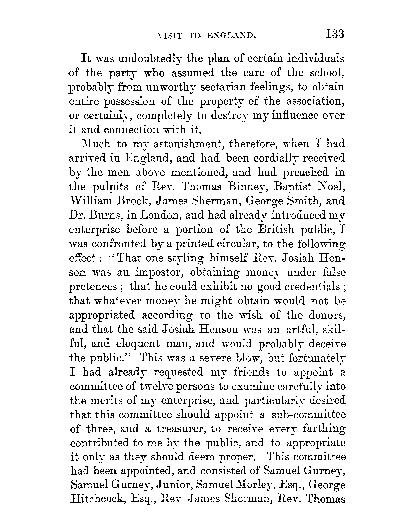 VISIT TO ENGLAND. 133
It was undoubtedly the plan of certain individuals
of the party who assumed the care of the school,
probably from unworthy sectarian feelings, to obtain
entire possession of the property of the association,
or certainly, completely to destroy my influence over
it and connection with it.
Much to my astonishment, therefore, when I had
arrived in England, and had been cordially received
by the men above mentioned, and had preached in
the pulpits of Rev. Thomas Binney, Baptist Noel,
William Brock, James Sherman, George Smith, and
Dr. Burns, in London, and had already introduced my
enterprise before a portion of the British public, I
was confronted by a printed circular, to the following
effect: "That one styling himself Rev. Josiah Hen-
son was an impostor, obtaining money under false
pretences; that he could exhibit no good credentials;
that whatever money he might obtain would not be
appropriated according to the wish of the donors,
and that the said Josiah Henson was an artful, skil-
ful, and eloquent man, and would probably deceive
the public." This was a severe blow, but fortunately
I had already requested my friends to appoint a
committee of twelve persons to examine carefully into
the merits of my enterprise, and particularly desired
that this committee should appoint a sub-committee
of three, and a treasurer, to receive every farthing
contributed to me by the public, and to appropriate
it only as they should deem proper. This committee
had been appointed, and consisted of Samuel Gurney,
Samuel Gurney, Junior, Samuel Morley, Esq., George
Hitchcock, Esq., Rev. James Sherman, Rev. Thomas